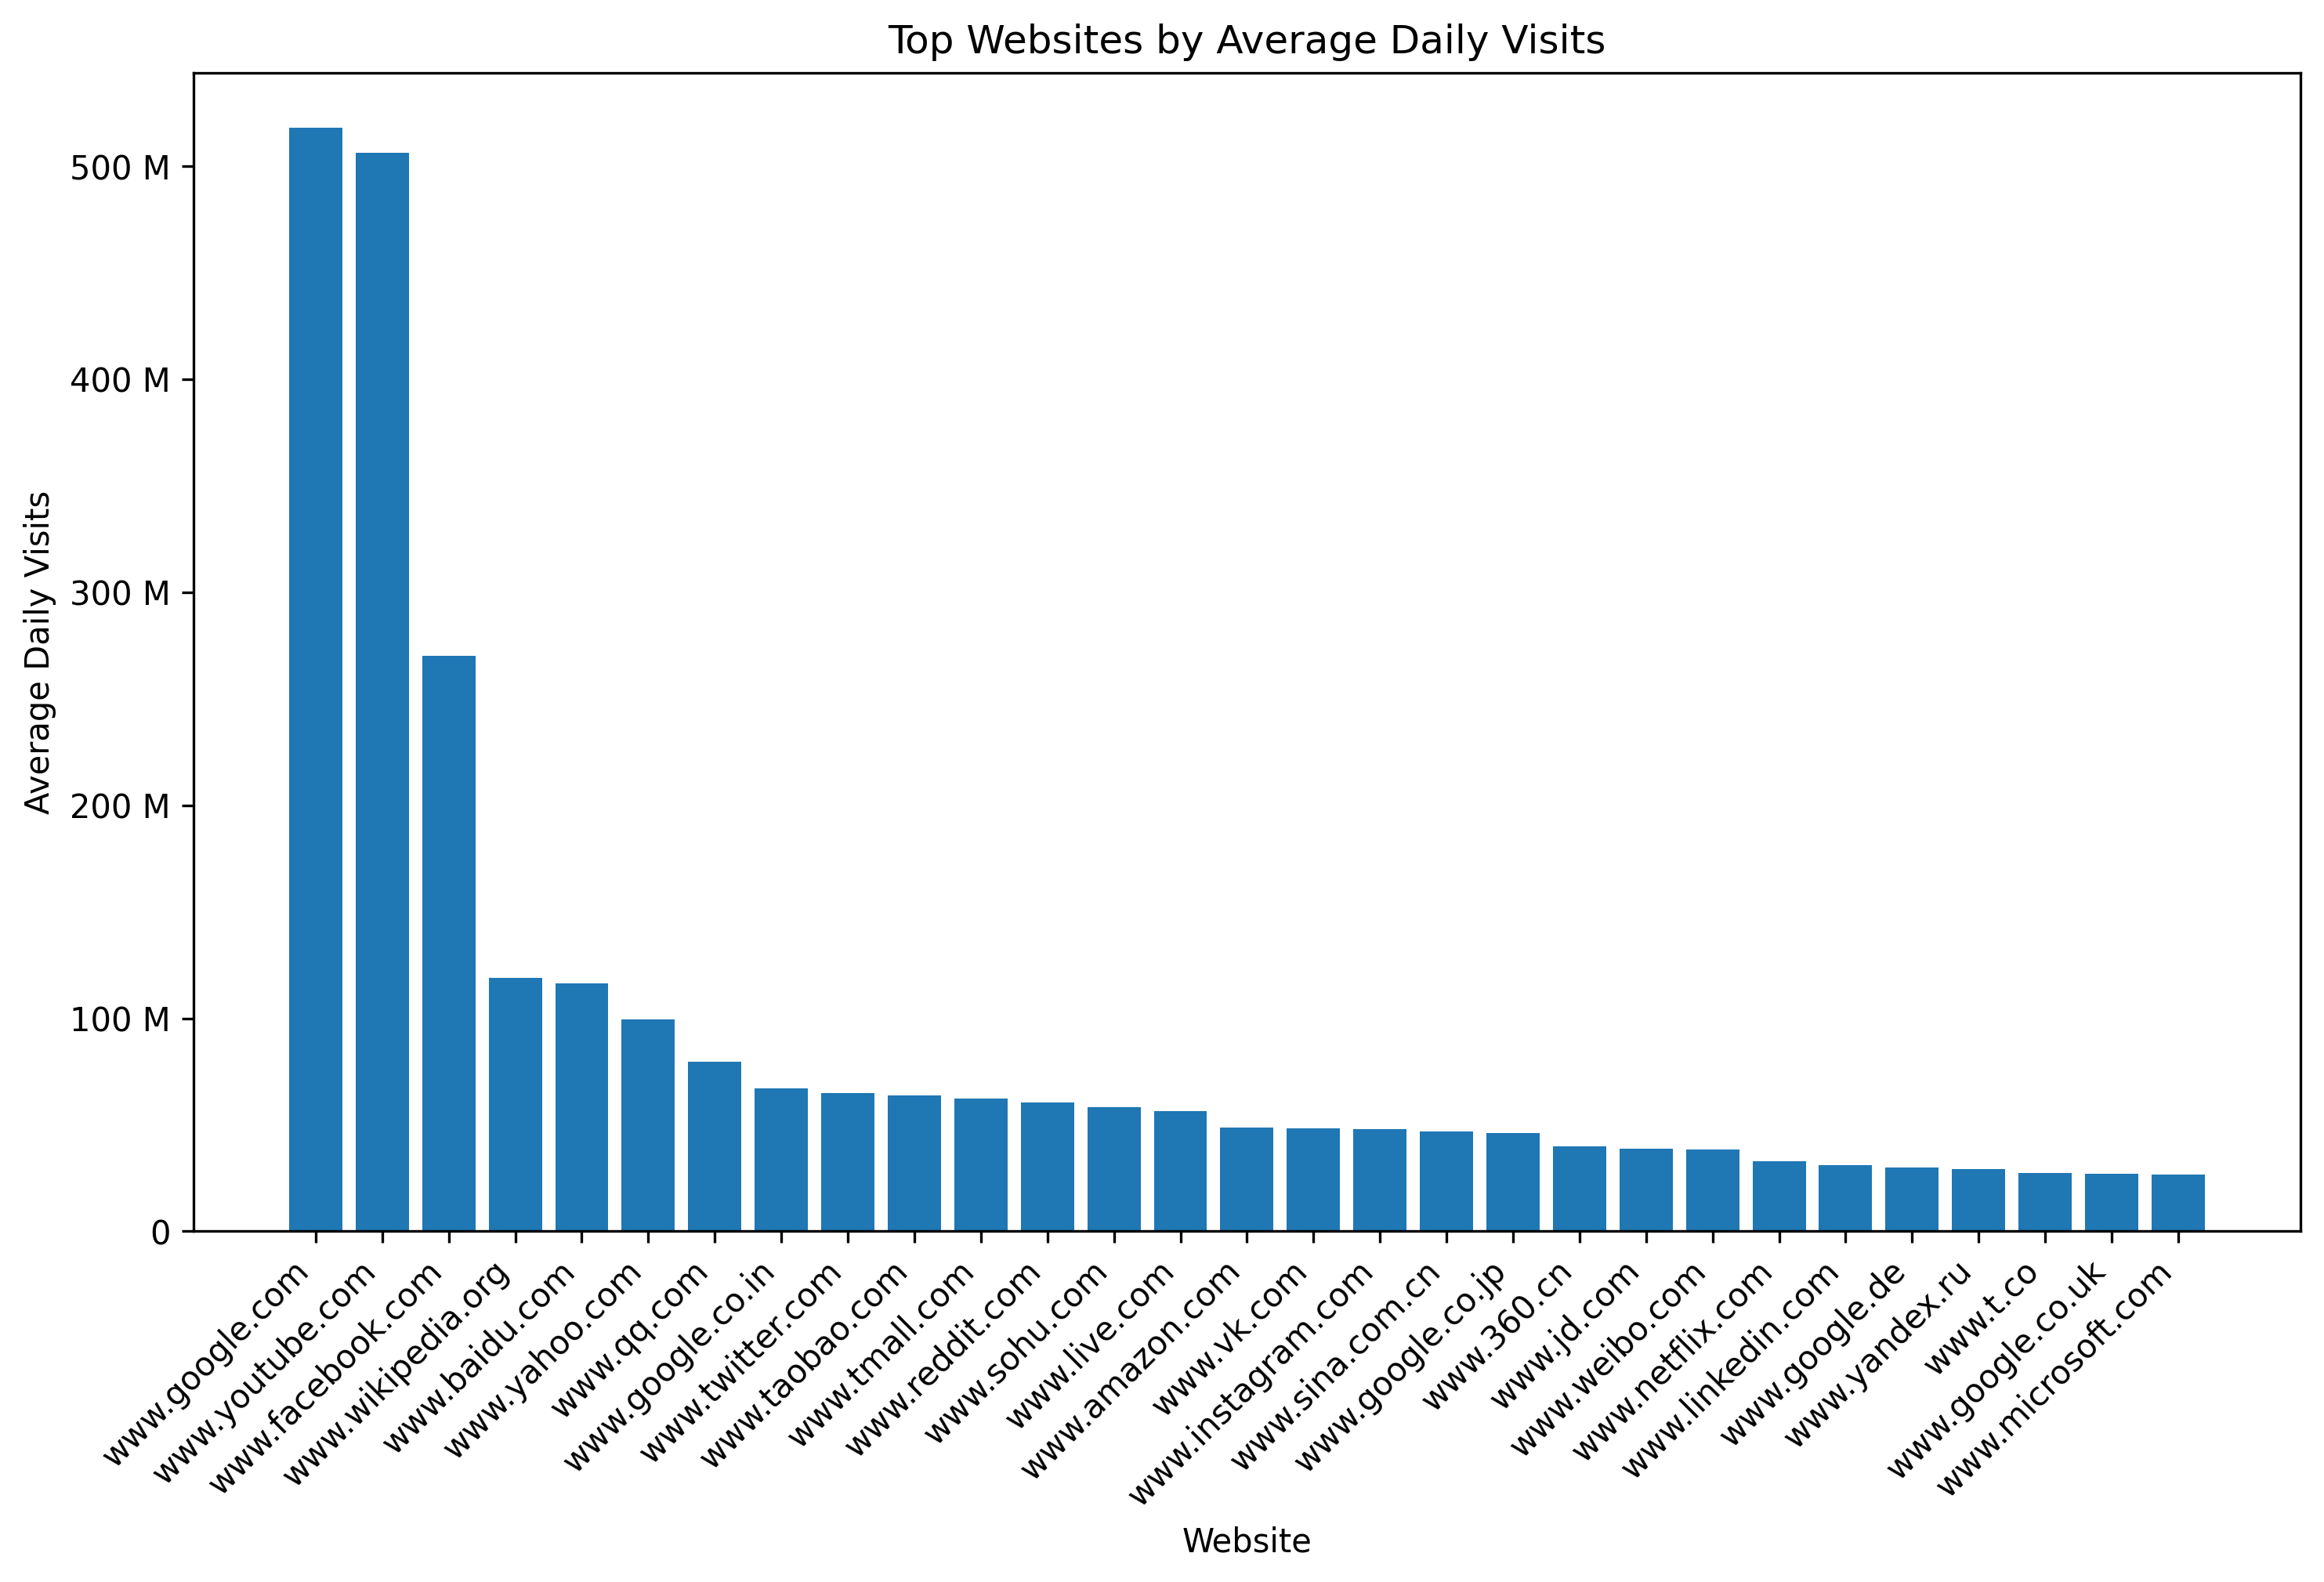 Top Websites by Average Daily Visits
Average Daily Visits
500 M
400 M
300 M
200 M
100 M
0
www.google.com
www.youtube.com
www.facebook.com
www.wikipedia.org
www.baidu.com
www.yahoo.com
www.qq.com
www.google.co.in
www.twitter.com
www.taobao.com
www.tmall.com
www.reddit.com
www.sohu.com
www.live.com
www.amazon.com
www.vk.com
www.instagram.com
www.sina.com.cn
www.google.co.jp
www.360.cn
www.jd.com
www.weibo.com
www.netflix.com
www.linkedin.com
www.google.de
www.yandex.ru
www.t.co
www.google.co.uk
www.microsoft.com
Website